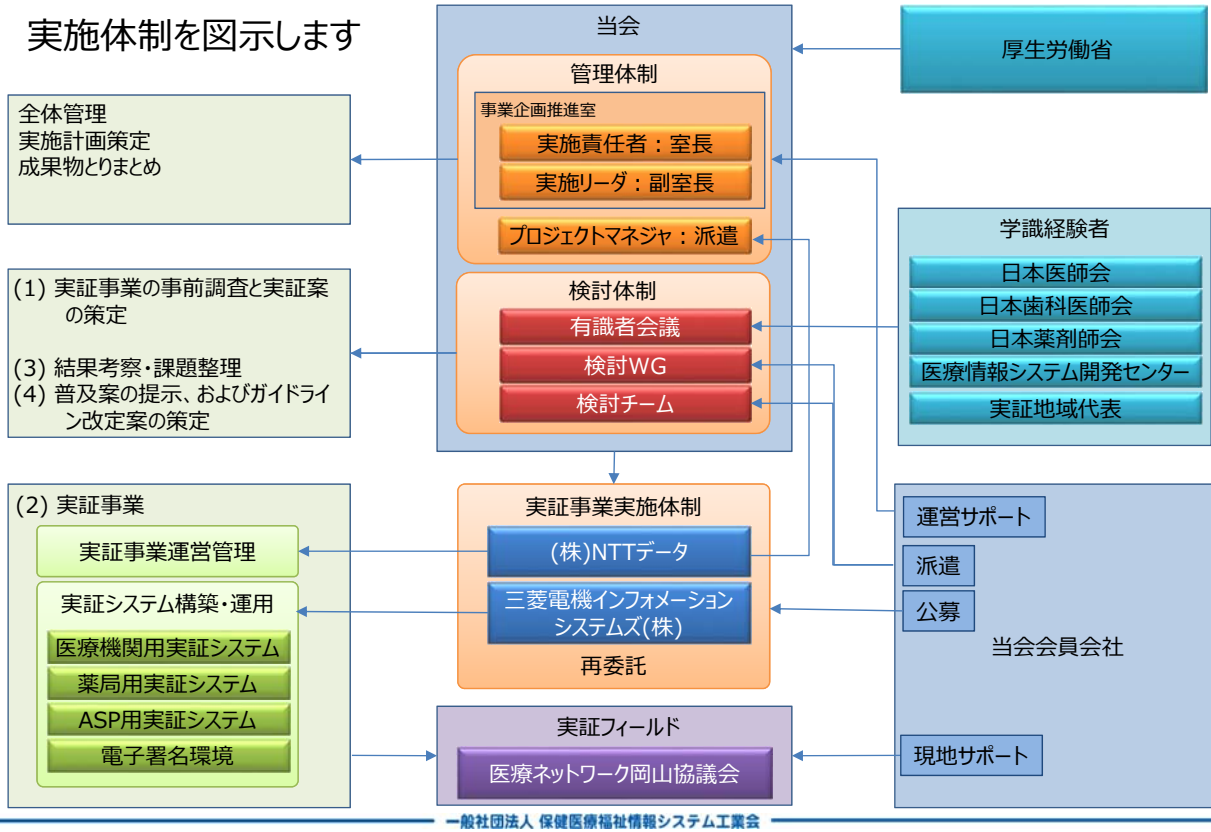 実施体制を図示します
当会
管理体制
事業企画推進室
実施責任者：室長
実施リーダ：副室長
プロジェクトマネジャ：派遣
検討体制
有識者会議
検討WG
検討チーム
厚生労働省
全体管理
実施計画策定
成果物とりまとめ
(1) 実証事業の事前調査と実証案
の策定
(3) 結果考察・課題整理
(4) 普及案の提示、およびガイドライ
ン改定案の策定
学識経験者
日本医師会
日本歯科医師会
日本薬剤師会
医療情報システム開発センター
実証地域代表
(2) 実証事業
実証事業運営管理
実証システム構築・運用
医療機関用実証システム
薬局用実証システム
ASP用実証システム
電子署名環境
実証事業実施体制
(株)NTTデータ
三菱電機インフォメーション
システムズ(株)
再委託
実証フィールド
医療ネットワーク岡山協議会
運営サポート
派遣
公募
当会会員会社
現地サポート
一般社団法人 保健医療福祉情報システム工業会